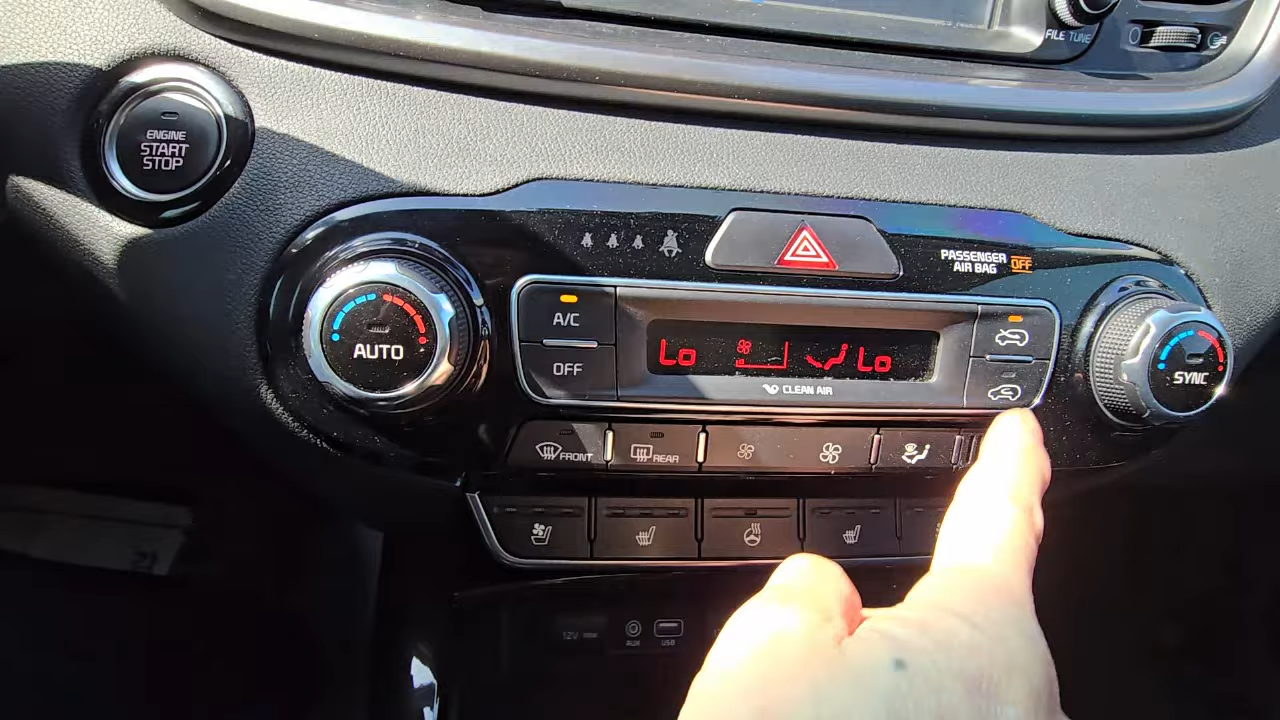 FILE TUNE
ENGINE
START
STOP
PASSENGER
AIR BAG OFF
A/C
AUTO
Lo
Lo
OFF
CLEAN AIR
SYNC
FRONT
REAR
12V
AUX
USB